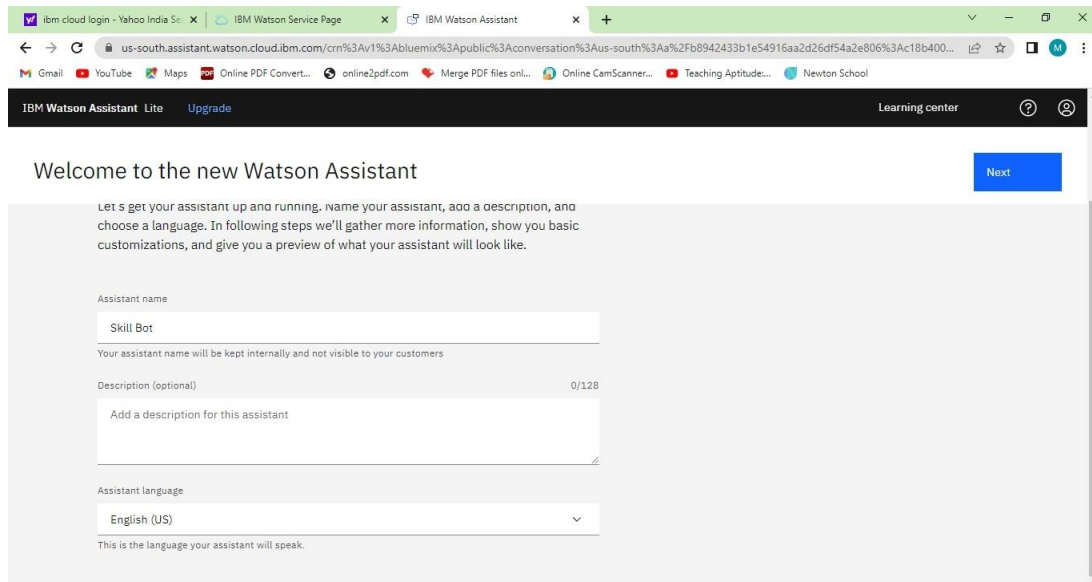 ibm cloud login - Yahoo India Se
IBM Watson Service Page
IBM Watson Assistant
us-south.assistant.watson.cloud.ibm.com/crn%3Av1%3Abluemix%3Apublic%3Aconversation%3Aus-south%3Aa%2Fb8942433b1e54916aa2d26df54a2e806%3Ac18b400...
M
Gmail YouTube Maps Online PDF Convert... online2pdf.com Merge PDF files onl... Online CamScanner... Teaching Aptitude:... Newton School
IBM Watson Assistant Lite Upgrade Learning center
Welcome to the new Watson Assistant
Next
Let's get your assistant up and running. Name your assistant, add a description, and
choose a language. In following steps we'll gather more information, show you basic
customizations, and give you a preview of what your assistant will look like.
Assistant name
Skill Bot
Your assistant name will be kept internally and not visible to your customers
Description (optional) 0/128
Add a description for this assistant
Assistant language
English (US)
This is the language your assistant will speak.